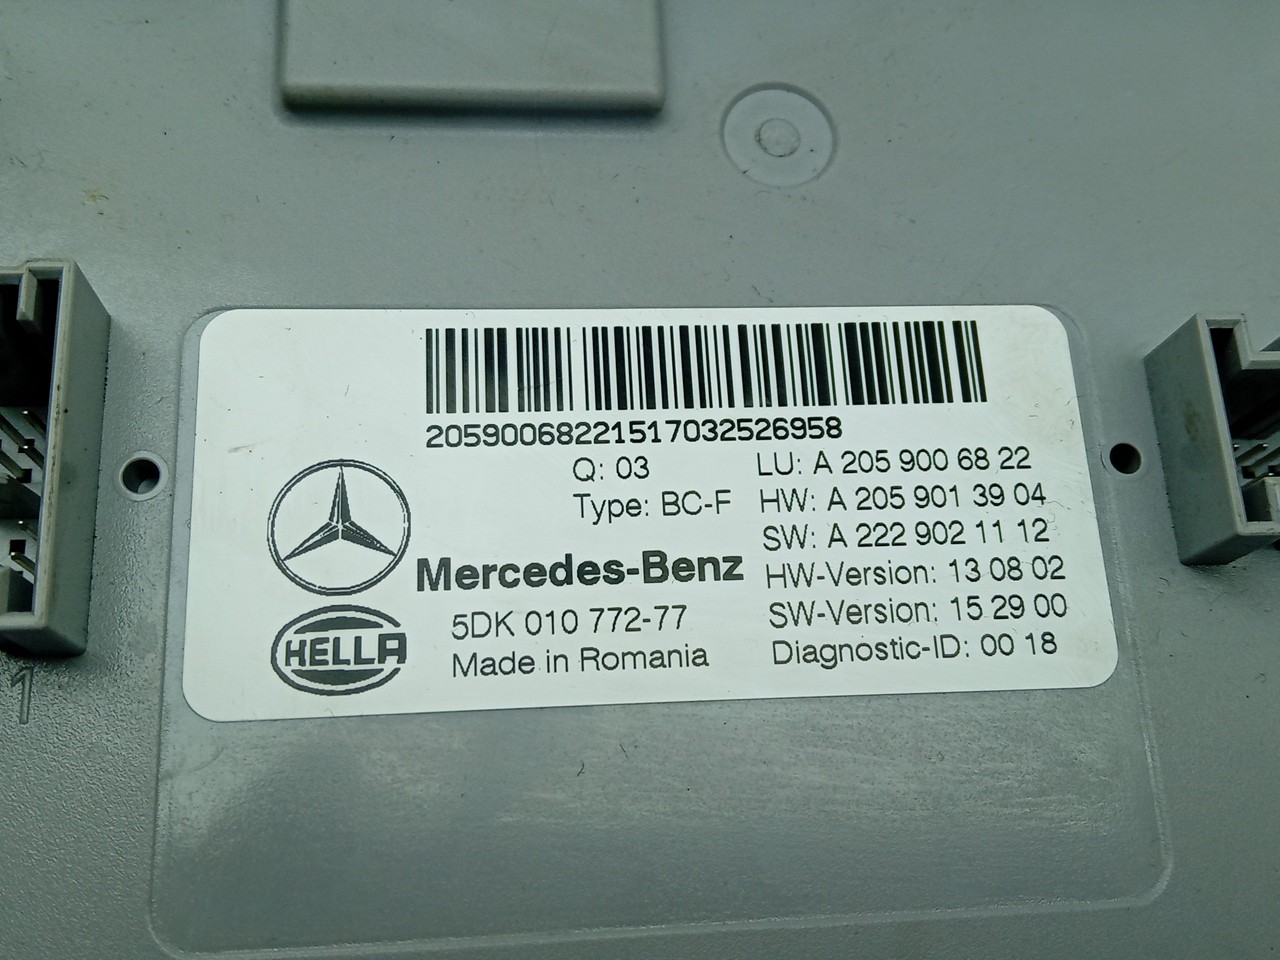 20590068221517032526958
Q: 03
LU: A 205 900 68 22
Type: BC-F
HW: A 205 901 39 04
SW: A 222 902 11 12
Mercedes-Benz
HW-Version: 13 08 02
5DK 010 772-77
SW-Version: 15 29 00
HELLA
Made in Romania
Diagnostic-ID: 00 18
1